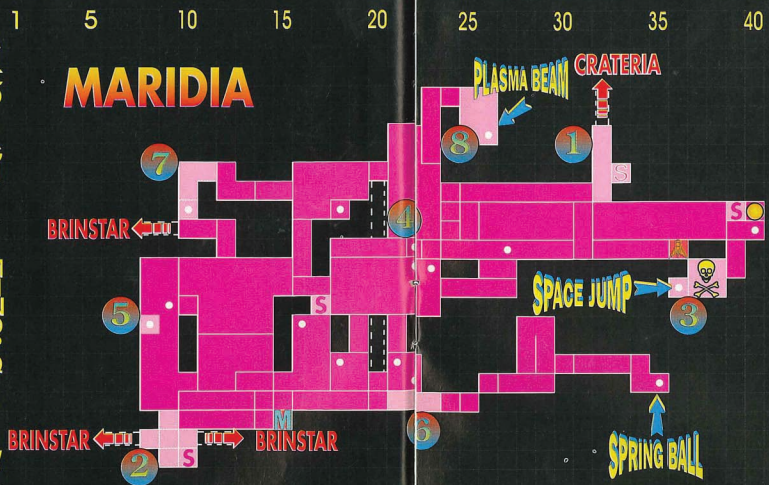 1 5 10 15 20 25 30 35 40
MARIDIA
PLASMA BEAM
CRATERIA
8
1
7
S
4
S
BRINSTAR
SPACE JUMP
S
5
3
M
6
BRINSTAR
BRINSTAR
S
2
SPRING BALL